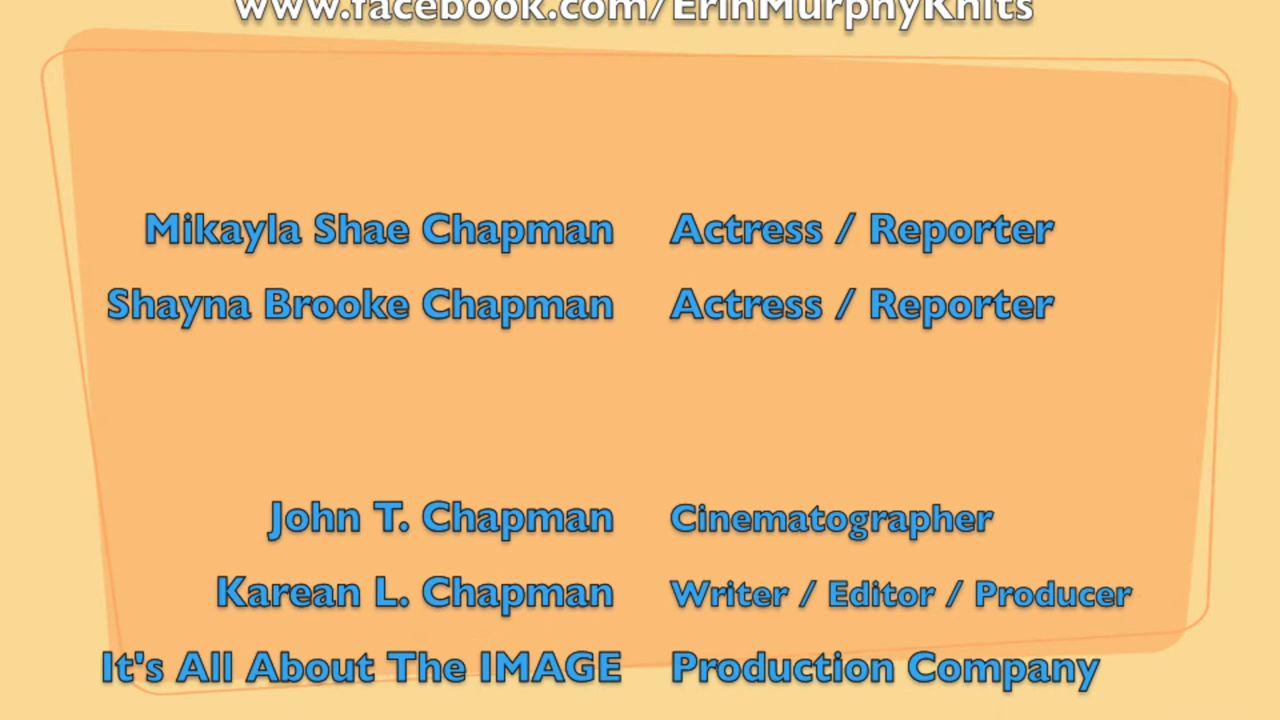 www.facebook.com/ErinMurphyKnits
Mikayla Shae Chapman Actress / Reporter
Shayna Brooke Chapman Actress / Reporter
John T. Chapman Cinematographer
Karean L. Chapman Writer / Editor / Producer
It's All About The IMAGE Production Company